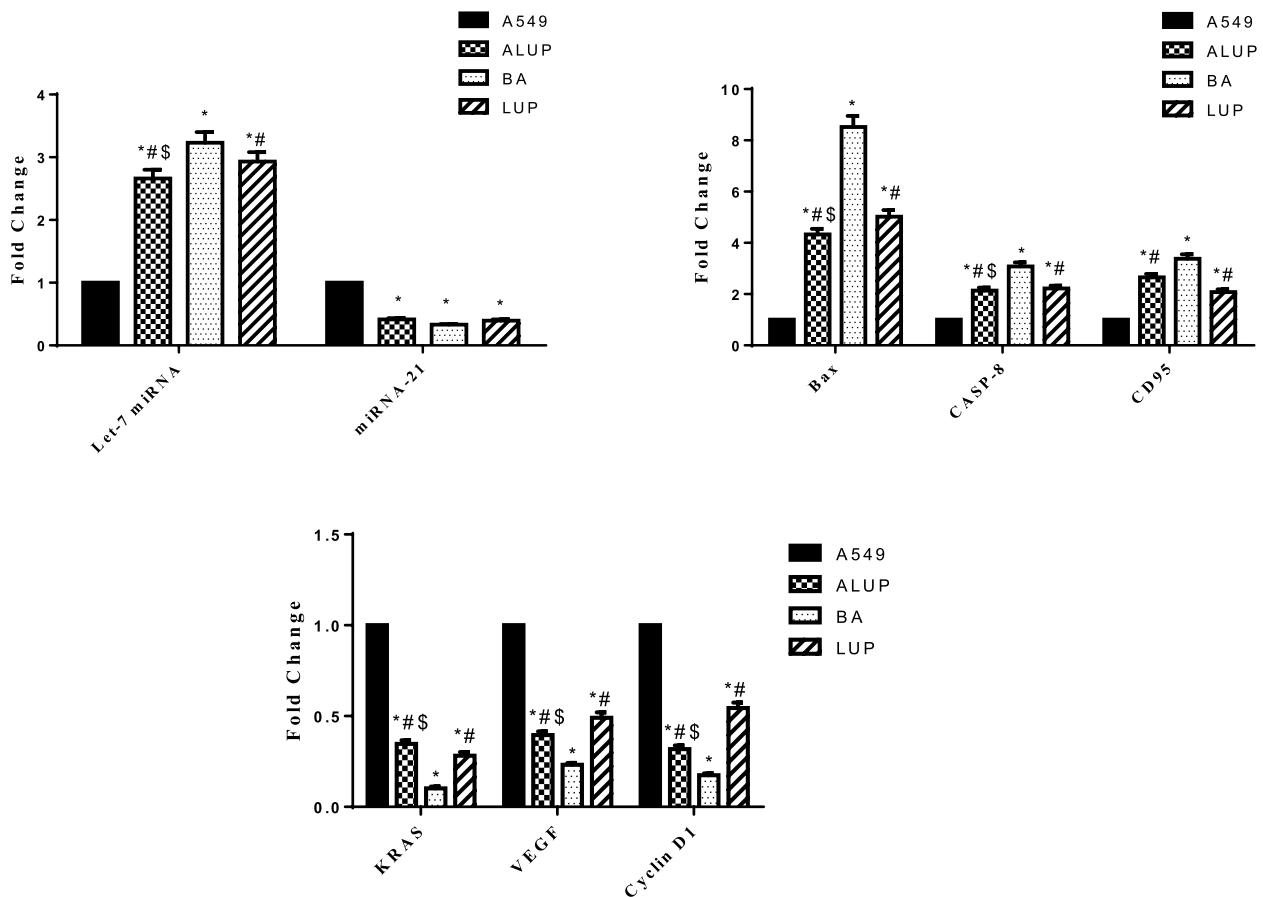 A549
ALUP
BA
LUP
Fold Change
4
3
2
1
0
*#$
*
*#
*
*
*
Let-7 miRNA
miRNA-21
A549
ALUP
BA
LUP
Fold Change
10
8
6
4
2
0
*#$
*
*#
*#$
*
*#
*#
*
*#
Bax
CASP-8
CD95
A549
ALUP
BA
LUP
Fold Change
1.5
1.0
0.5
0.0
*#$
*
*#
*#$
*
*#
*#$
*
*#
KRAS
VEGF
Cyclin D1